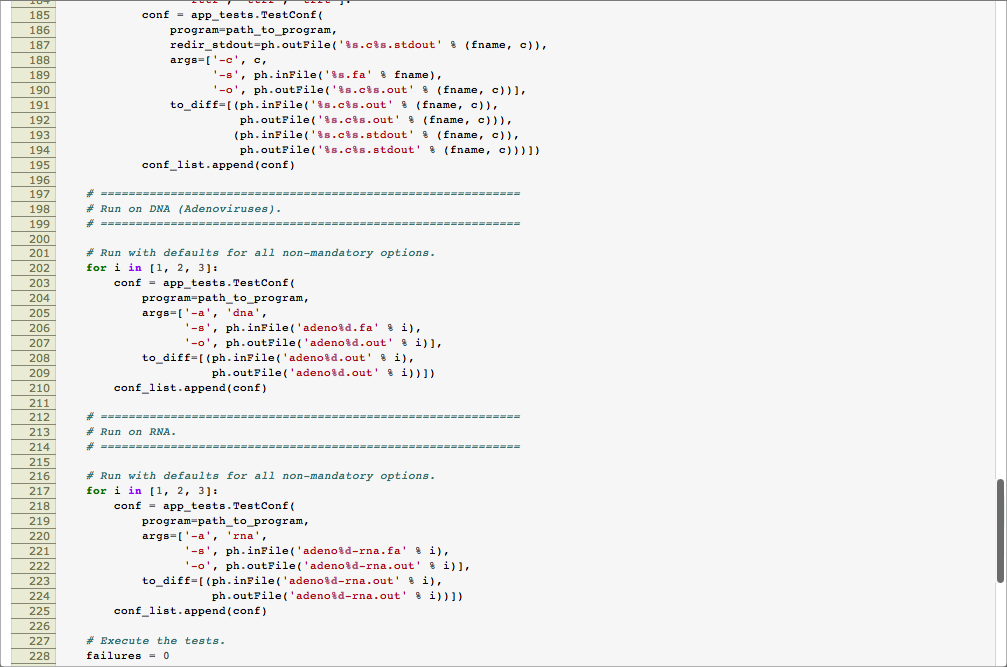 185 conf = app_tests.TestConf(
186 program=path_to_program,
187 redir_stdout=ph.outFile('%s.c%s.stdout' % (fname, c)),
188 args=['-c', c,
189 '-s', ph.inFile('%s.fa' % fname),
190 '-o', ph.outFile('%s.c%s.out' % (fname, c))],
191 to_diff=[(ph.inFile('%s.c%s.out' % (fname, c)),
192 ph.outFile('%s.c%s.out' % (fname, c))),
193 (ph.inFile('%s.c%s.stdout' % (fname, c)),
194 ph.outFile('%s.c%s.stdout' % (fname, c)))])
195 conf_list.append(conf)
196
197 # ============================================================
198 # Run on DNA (Adenoviruses).
199 # ============================================================
200
201 # Run with defaults for all non-mandatory options.
202 for i in [1, 2, 3]:
203 conf = app_tests.TestConf(
204 program=path_to_program,
205 args=['-a', 'dna',
206 '-s', ph.inFile('adeno%d.fa' % i),
207 '-o', ph.outFile('adeno%d.out' % i)],
208 to_diff=[(ph.inFile('adeno%d.out' % i),
209 ph.outFile('adeno%d.out' % i))])
210 conf_list.append(conf)
211
212 # ============================================================
213 # Run on RNA.
214 # ============================================================
215
216 # Run with defaults for all non-mandatory options.
217 for i in [1, 2, 3]:
218 conf = app_tests.TestConf(
219 program=path_to_program,
220 args=['-a', 'rna',
221 '-s', ph.inFile('adeno%d-rna.fa' % i),
222 '-o', ph.outFile('adeno%d-rna.out' % i)],
223 to_diff=[(ph.inFile('adeno%d-rna.out' % i),
224 ph.outFile('adeno%d-rna.out' % i))])
225 conf_list.append(conf)
226
227 # Execute the tests.
228 failures = 0